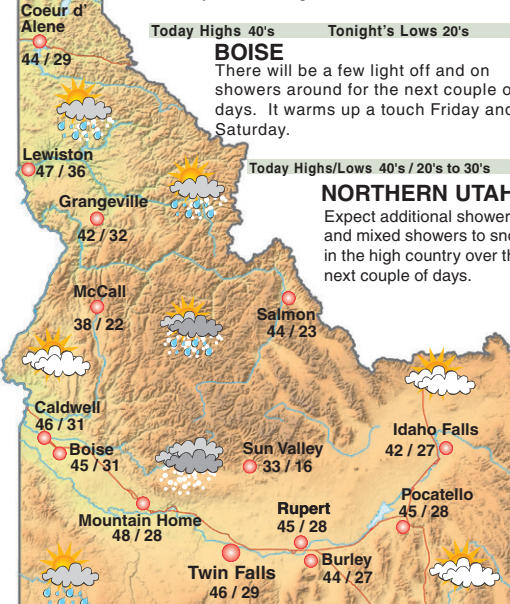 Coeur d'
Alene
44 / 29
Today Highs 40's Tonight's Lows 20's
BOISE
There will be a few light off and on
showers around for the next couple o
days. It warms up a touch Friday and
Saturday.
Lewiston
47 / 36
Today Highs/Lows 40's / 20's to 30's
NORTHERN UTAH
Expect additional shower
and mixed showers to sno
in the high country over th
next couple of days.
Grangeville
42 / 32
McCall
38 / 22
Salmon
44 / 23
Caldwell
46 / 31
Boise
45 / 31
Sun Valley
33 / 16
Idaho Falls
42 / 27
Mountain Home
48 / 28
Rupert
45 / 28
Pocatello
45 / 28
Twin Falls
46 / 29
Burley
44 / 27